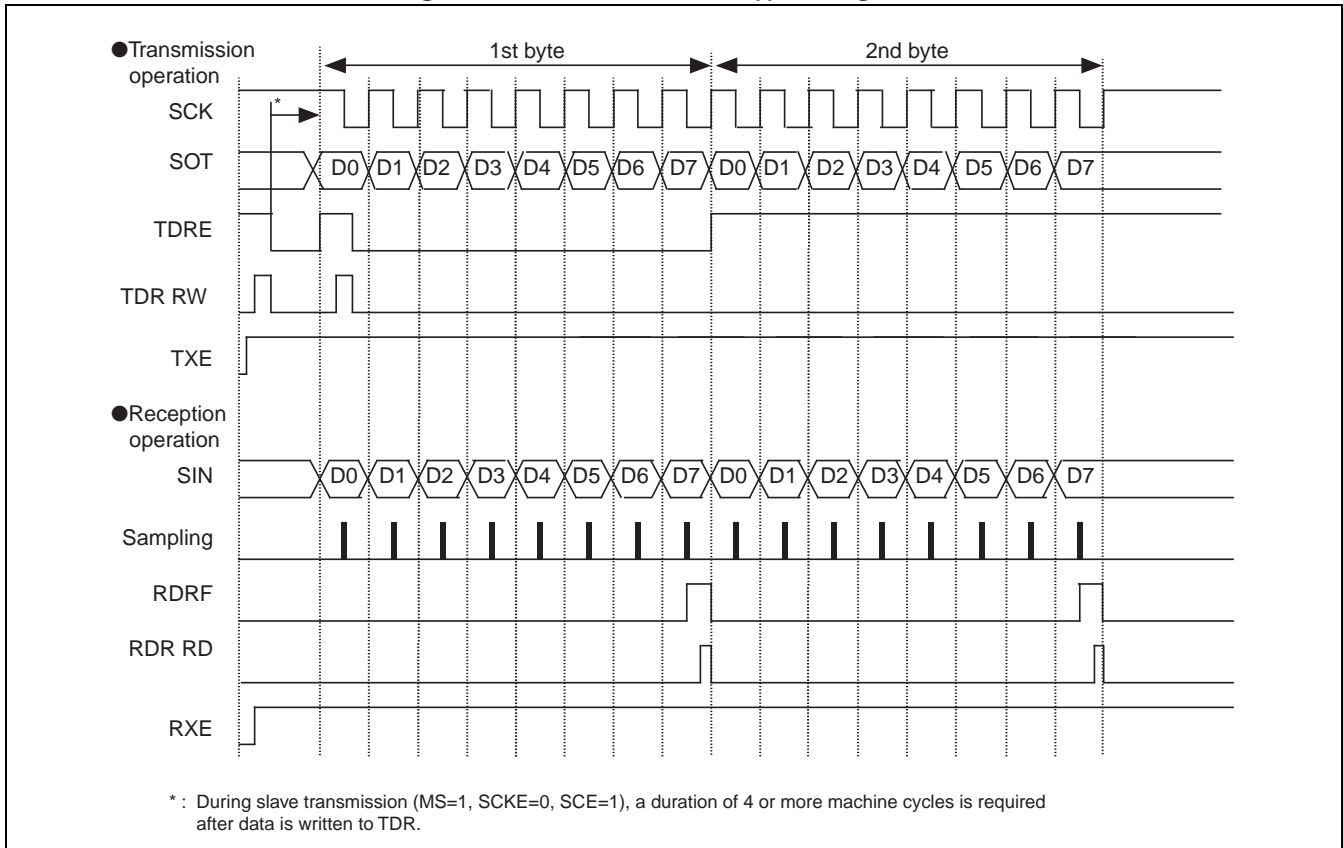 ●Transmission
operation
1st byte
2nd byte
SCK
*
SOT
D0 D1 D2 D3 D4 D5 D6 D7 D0 D1 D2 D3 D4 D5 D6 D7
TDRE
TDR RW
TXE
●Reception
operation
SIN
D0 D1 D2 D3 D4 D5 D6 D7 D0 D1 D2 D3 D4 D5 D6 D7
Sampling
RDRF
RDR RD
RXE
* : During slave transmission (MS=1, SCKE=0, SCE=1), a duration of 4 or more machine cycles is required
after data is written to TDR.